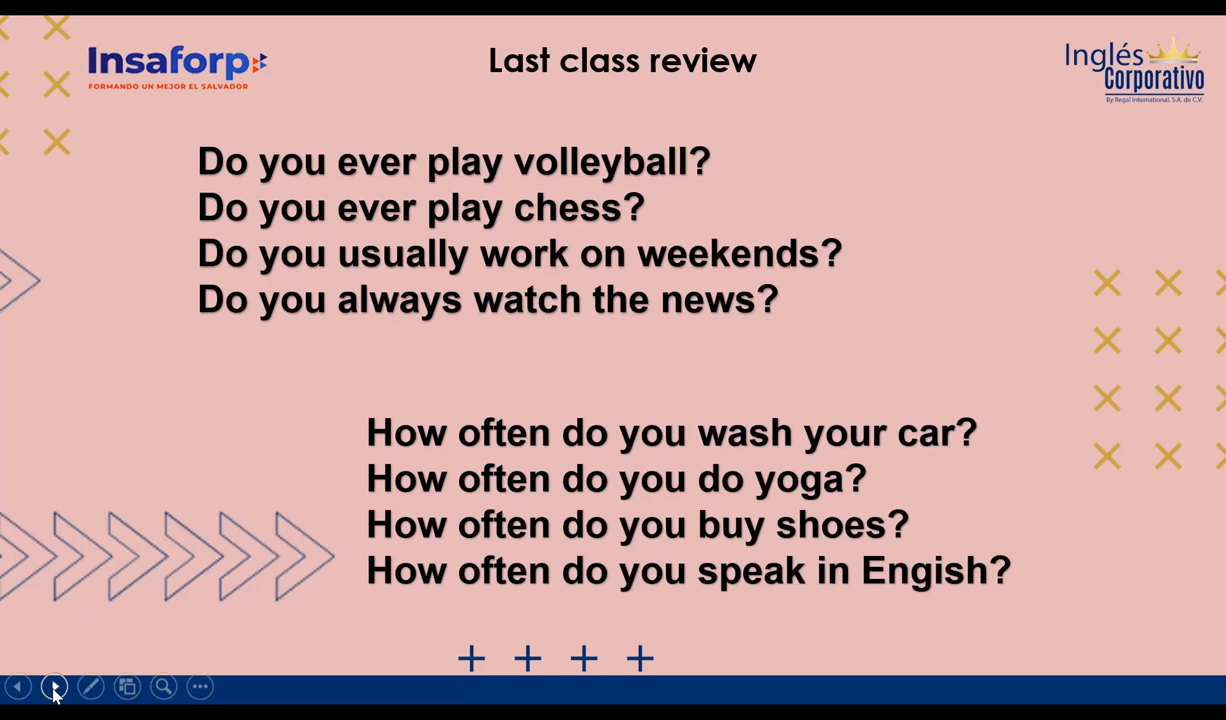 Insaforp
FORMANDO UN MEJOR EL SALVADOR
Last class review
Inglés
Corporativo
By Regal International, S.A. de C.V.
Do you ever play volleyball?
Do you ever play chess?
Do you usually work on weekends?
Do you always watch the news?
How often do you wash your car?
How often do you do yoga?
How often do you buy shoes?
How often do you speak in Engish?